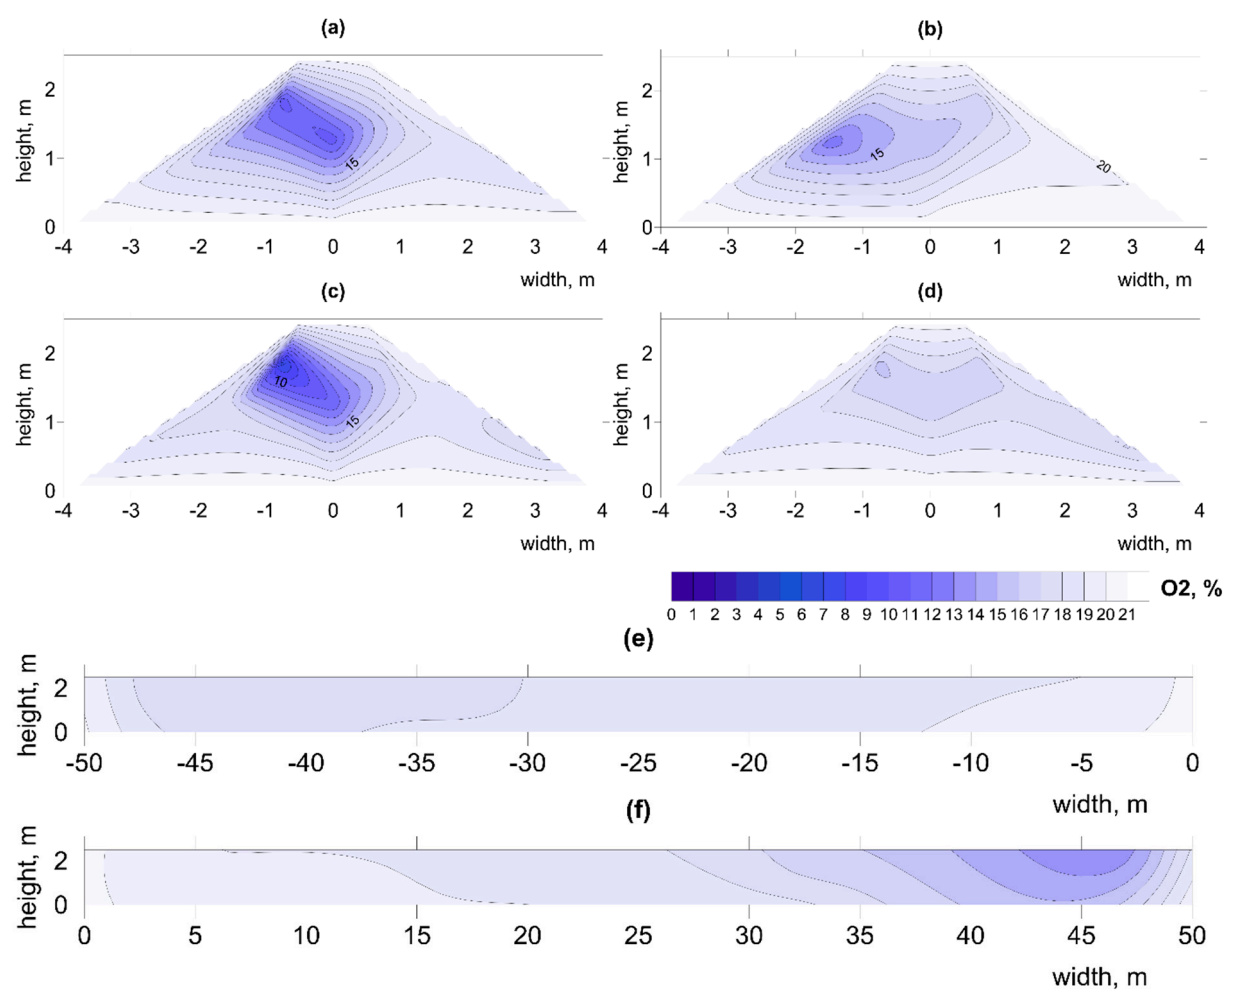 (a)
(b)
height, m
2
1
0
15
-4 -3 -2 -1 0 1 2 3 4
width, m
height, m
2
1
0
15
20
-4 -3 -2 -1 0 1 2 3 4
width, m
(c)
(d)
height, m
2
1
0
10
15
-4 -3 -2 -1 0 1 2 3 4
width, m
height, m
2
1
0
-4 -3 -2 -1 0 1 2 3 4
width, m
O2, %
0 1 2 3 4 5 6 7 8 9 10 11 12 13 14 15 16 17 18 19 20 21
(e)
height, m
2
0
-50 -45 -40 -35 -30 -25 -20 -15 -10 -5 0
width, m
(f)
height, m
2
0
0 5 10 15 20 25 30 35 40 45 50
width, m